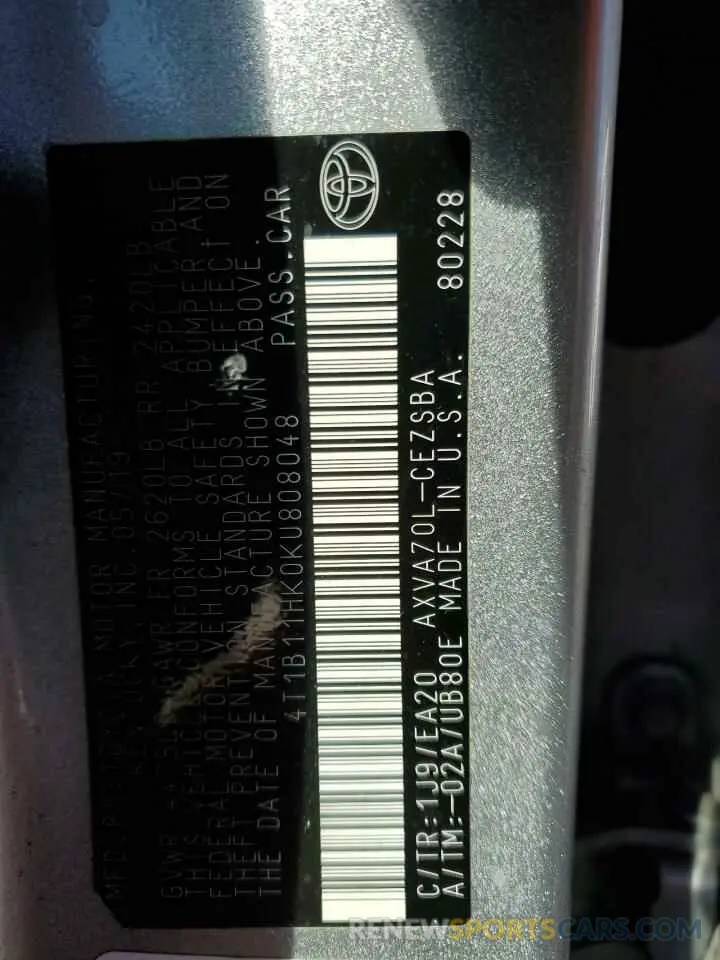 MFD. BY: TOYOTA MOTOR MANUFACTURING,
KENTUCKY INC. 05/19
GVWR 4475LB GAWR FR 2620LB RR 2420LB
THIS VEHICLE CONFORMS TO ALL APPLICABLE
FEDERAL MOTOR VEHICLE SAFETY BUMPER AND
THEFT PREVENTION STANDARDS IN EFFECT ON
THE DATE OF MANUFACTURE SHOWN ABOVE.
4T1B11HK0KU808048 PASS.CAR
C/TR:1J9/EA20 AXVA70L-CEZSBA
A/TM:-02A/UB80E MADE IN U.S.A. 80228
RENEWSPORTSCARS.COM